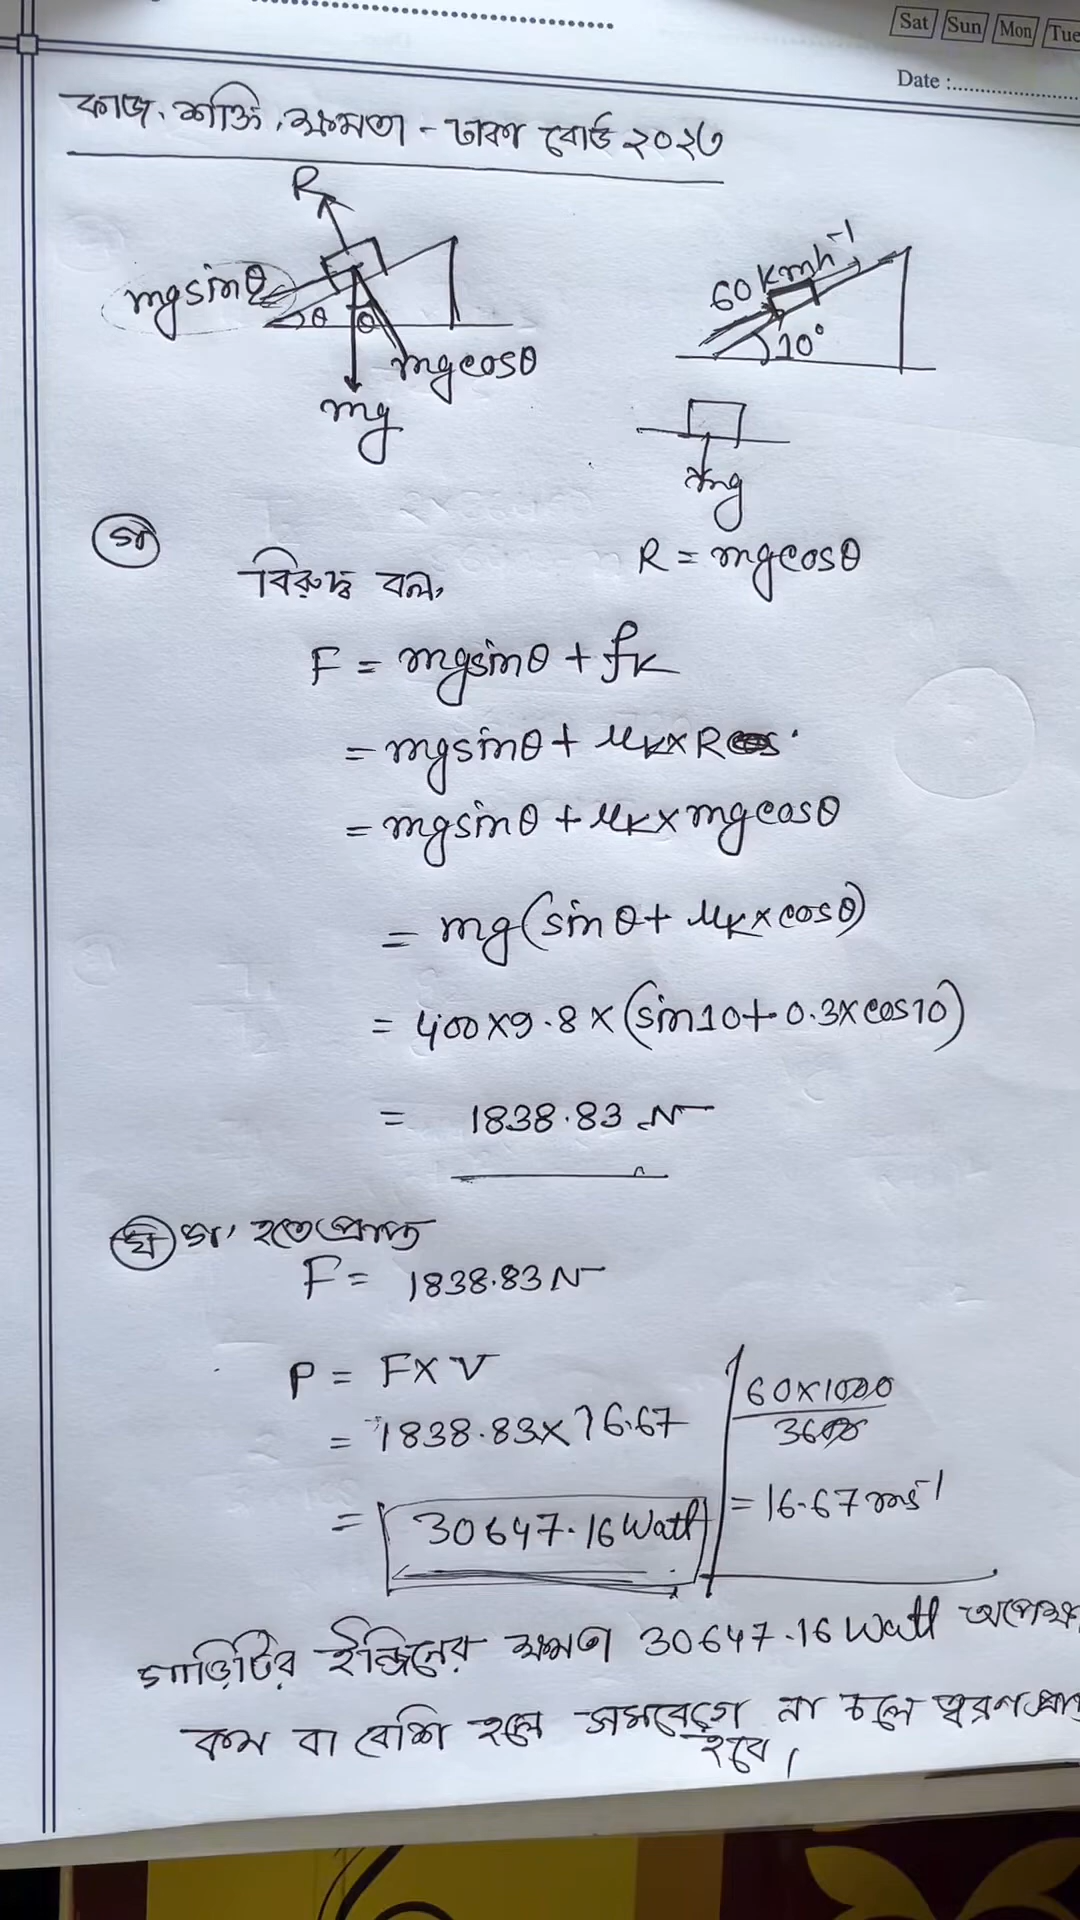 Sat Sun Mon Tue
Date :
কাজ, শক্তি, ক্ষমতা - ঢাকা বোর্ড ২০২৩
R
mgsinθ
θ θ
mgcosθ
mg
60 kmh⁻¹
10°
mg
R = mgcosθ
গ
বিরুদ্ধ বল,
F = mgsinθ + fk
= mgsinθ + μk × R
= mgsinθ + μk × mgcosθ
= mg(sinθ + μk × cosθ)
= 400×9.8×(sin10+0.3×cos10)
= 1838.83 N
ঘ 'গ' হতে প্রাপ্ত
F = 1838.83 N
P = F × V
= 1838.83×16.67
= 30647.16 Watt
60×1000
3600
= 16.67 ms⁻¹
গাড়িটির ইঞ্জিনের ক্ষমতা 30647.16 Watt অপেক্ষা
কম বা বেশি হলে সমবেগে না চলে ত্বরণ প্রাপ্ত
হবে।